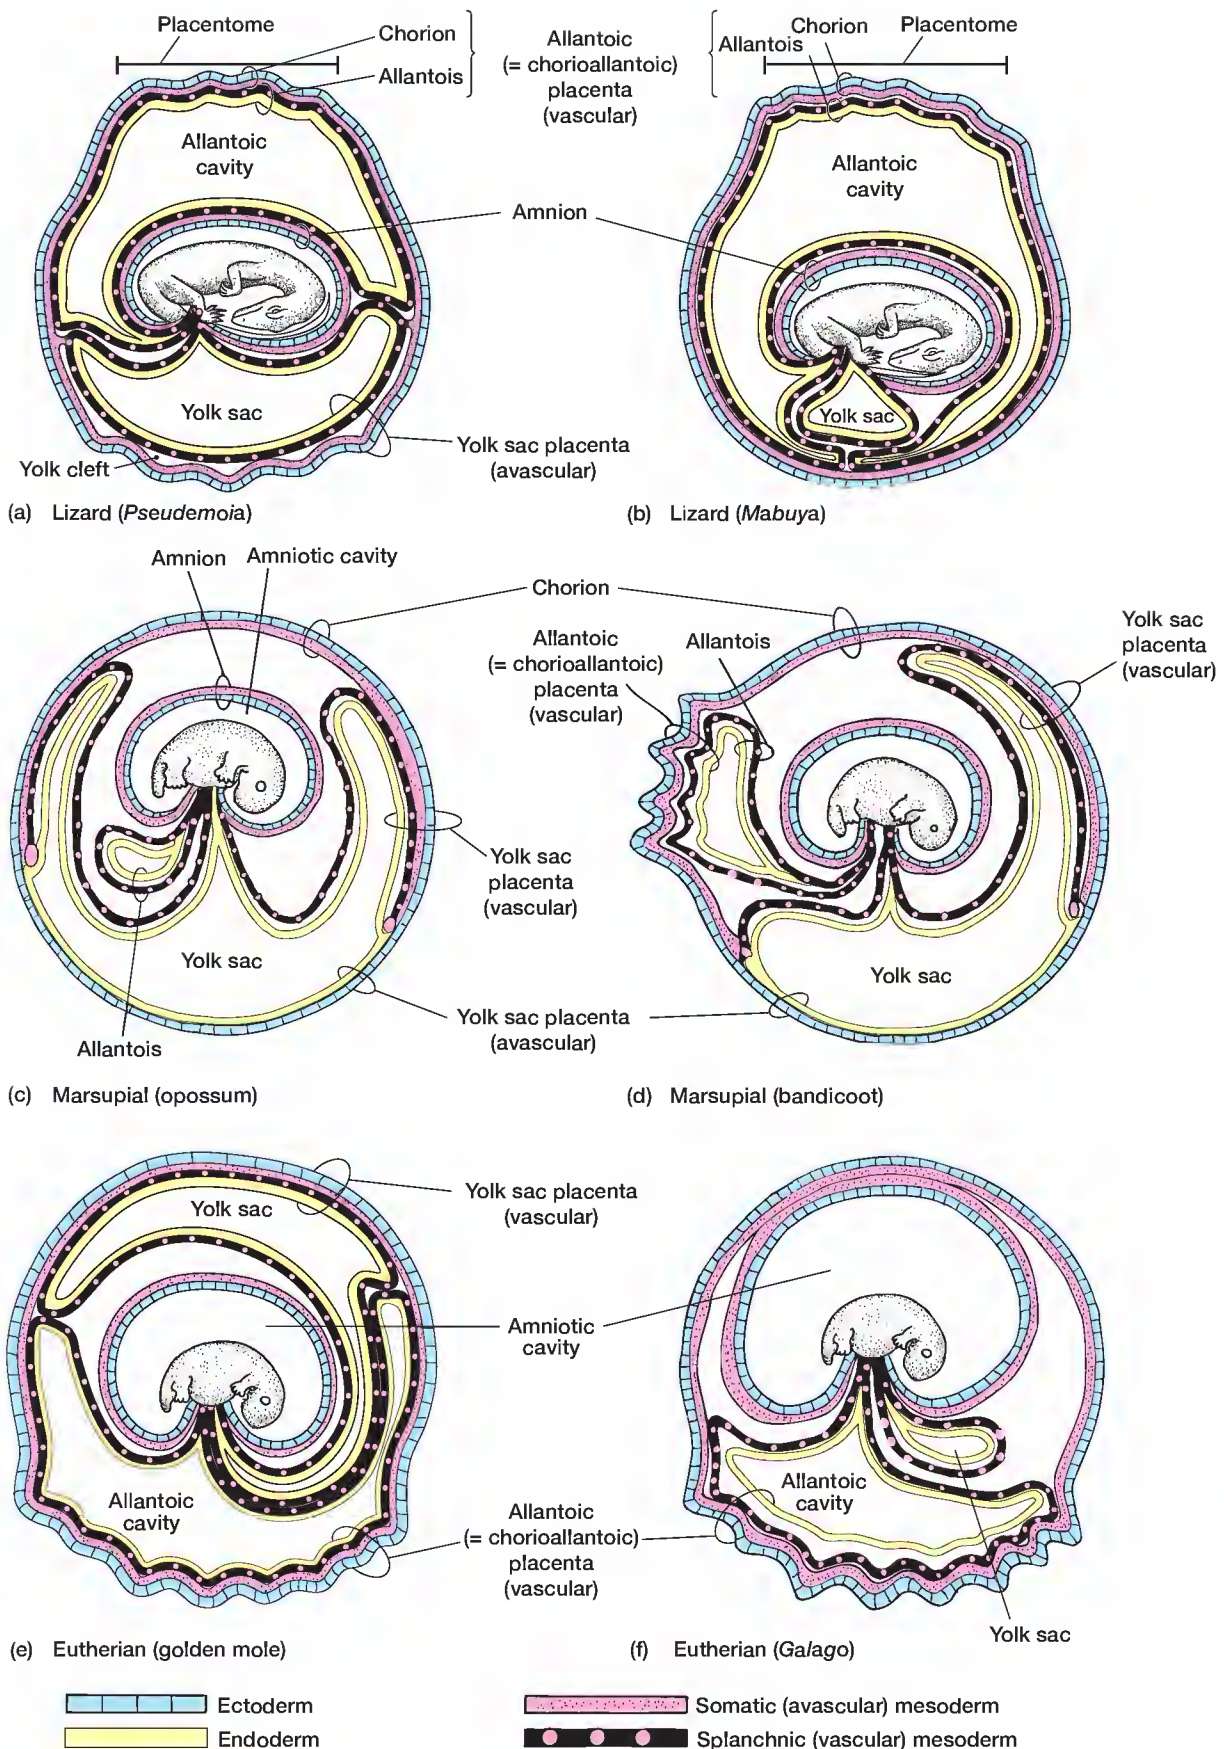 Placentome
Chorion
Allantois
Allantoic
(= chorioallantoic)
placenta
(vascular)
Chorion
Allantois
Placentome
Allantoic
cavity
Allantoic
cavity
Amnion
Yolk sac
Yolk sac
Yolk cleft
Yolk sac placenta
(avascular)
(a) Lizard (Pseudemoia)
(b) Lizard (Mabuya)
Amnion
Amniotic cavity
Chorion
Allantoic
(= chorioallantoic)
placenta
(vascular)
Allantois
Yolk sac
placenta
(vascular)
Yolk sac
placenta
(vascular)
Yolk sac
Yolk sac
Yolk sac placenta
(avascular)
Allantois
(c) Marsupial (opossum)
(d) Marsupial (bandicoot)
Yolk sac
Yolk sac placenta
(vascular)
Amniotic
cavity
Allantoic
cavity
Allantoic
cavity
Allantoic
(= chorioallantoic)
placenta
(vascular)
Yolk sac
(e) Eutherian (golden mole)
(f) Eutherian (Galago)
Ectoderm
Somatic (avascular) mesoderm
Endoderm
Splanchnic (vascular) mesoderm